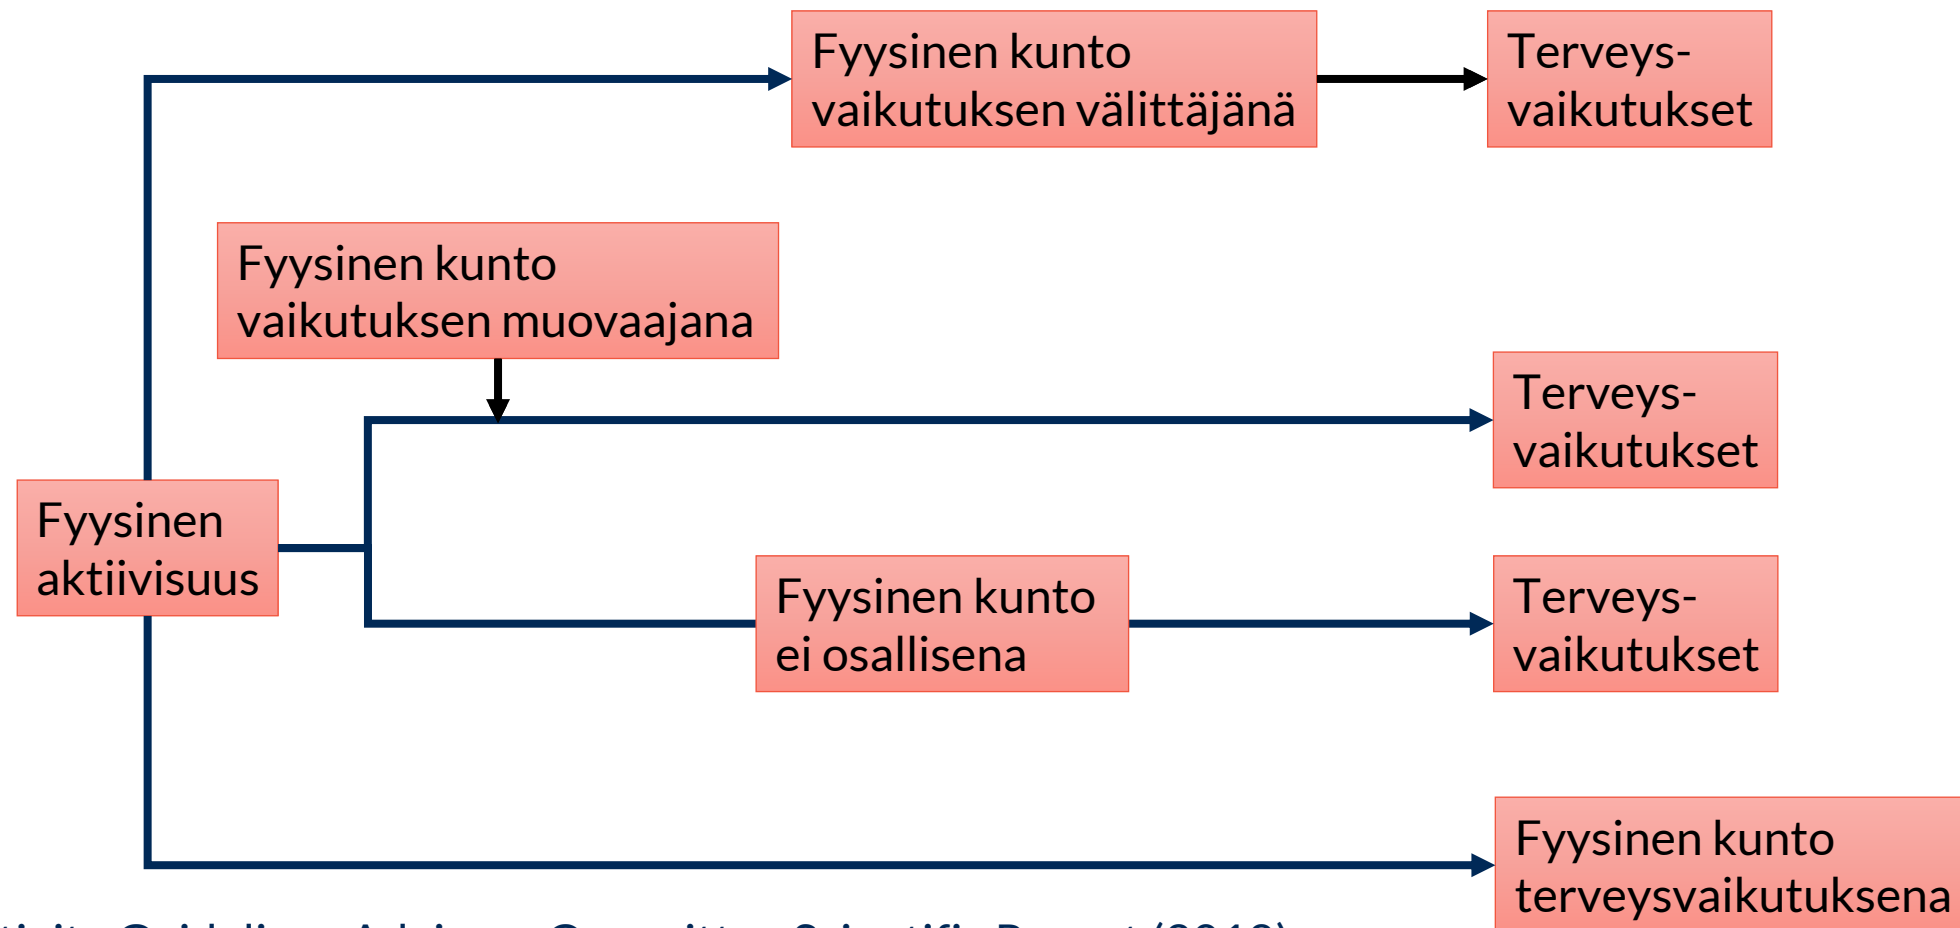 Fyysinen kunto
vaikutuksen välittäjänä
Terveys-
vaikutukset
Fyysinen kunto
vaikutuksen muovaajana
Terveys-
vaikutukset
Fyysinen
aktiivisuus
Fyysinen kunto
ei osallisena
Terveys-
vaikutukset
Fyysinen kunto
terveysvaikutuksena